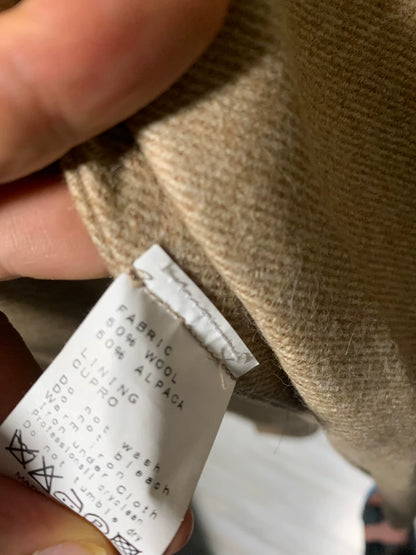 FABRIC
50% WOOL
50% ALPACA
LINING
CUPRO
Do not wash
Do not bleach
Warm under Cloth
Professional dryclean
Do not tumble dry